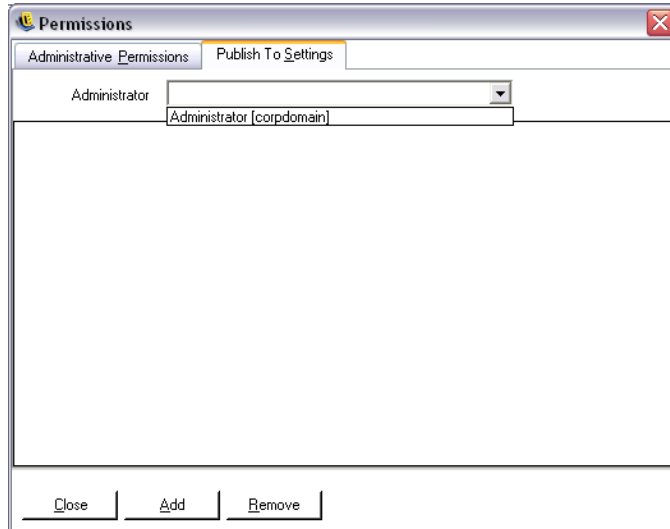 Permissions
Administrative Permissions Publish To Settings
Administrator
Administrator [corpdomain]
Close Add Remove